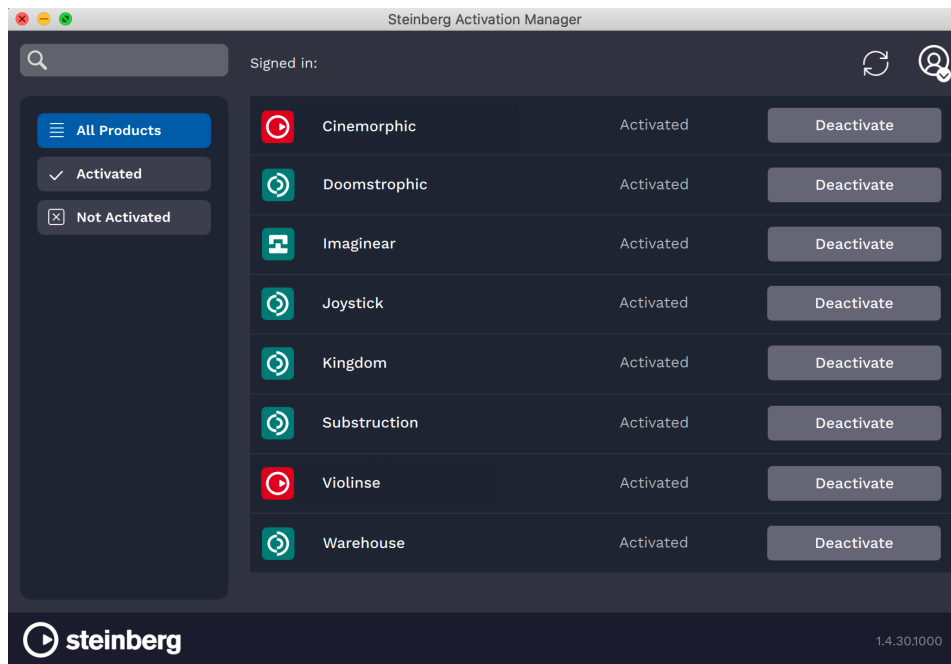 Steinberg Activation Manager
Signed in:
All Products
Activated
Not Activated
Cinemorphic Activated Deactivate
Doomstrophic Activated Deactivate
Imaginear Activated Deactivate
Joystick Activated Deactivate
Kingdom Activated Deactivate
Substruction Activated Deactivate
Violinse Activated Deactivate
Warehouse Activated Deactivate
steinberg
1.4.30.1000